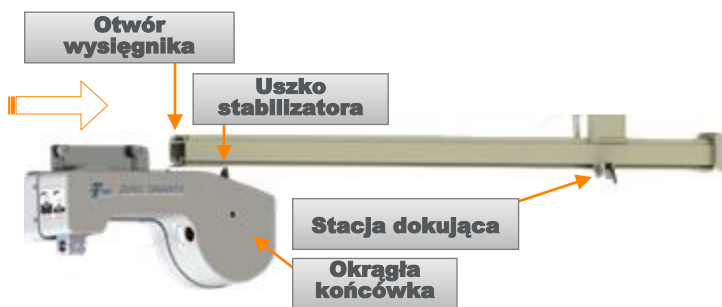 Otwór
wysięgnika
Uszko
stabilizatora
Stacja dokująca
Okrągła
końcówka